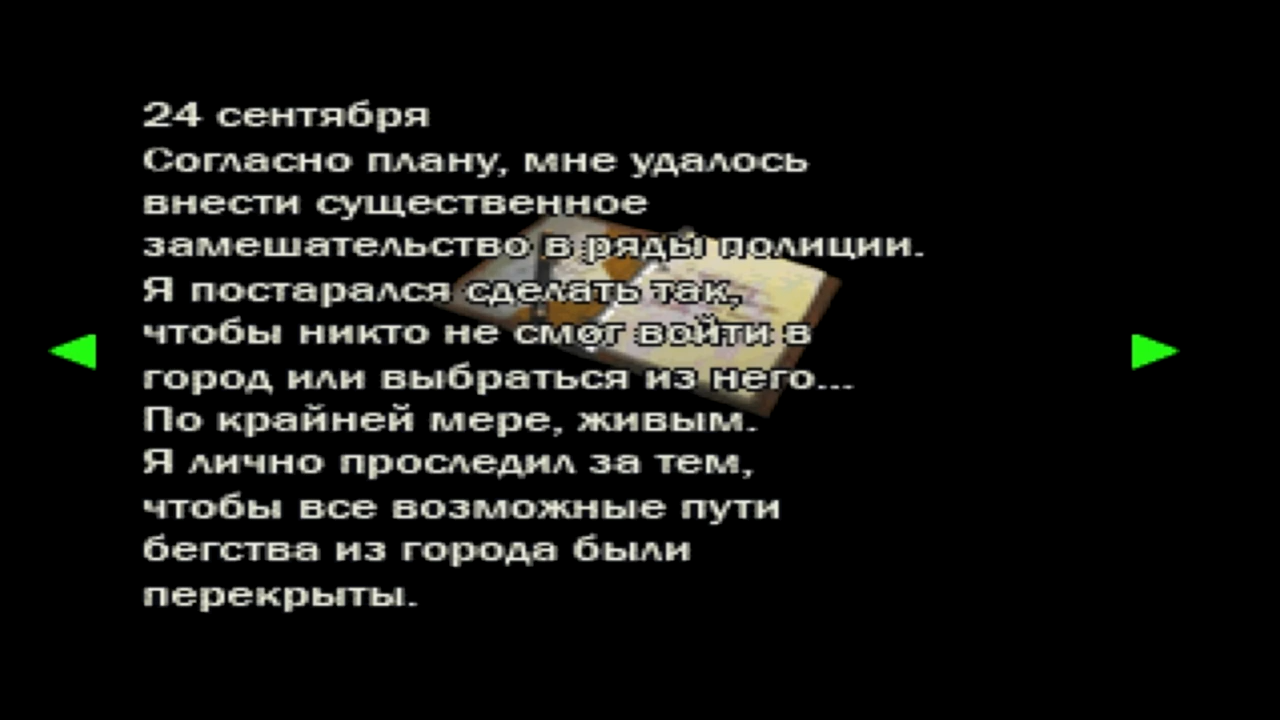 24 сентября
Согласно плану, мне удалось
внести существенное
замешательство в ряды полиции.
Я постарался сделать так,
чтобы никто не смог войти в
город или выбраться из него...
По крайней мере, живым.
Я лично проследил за тем,
чтобы все возможные пути
бегства из города были
перекрыты.